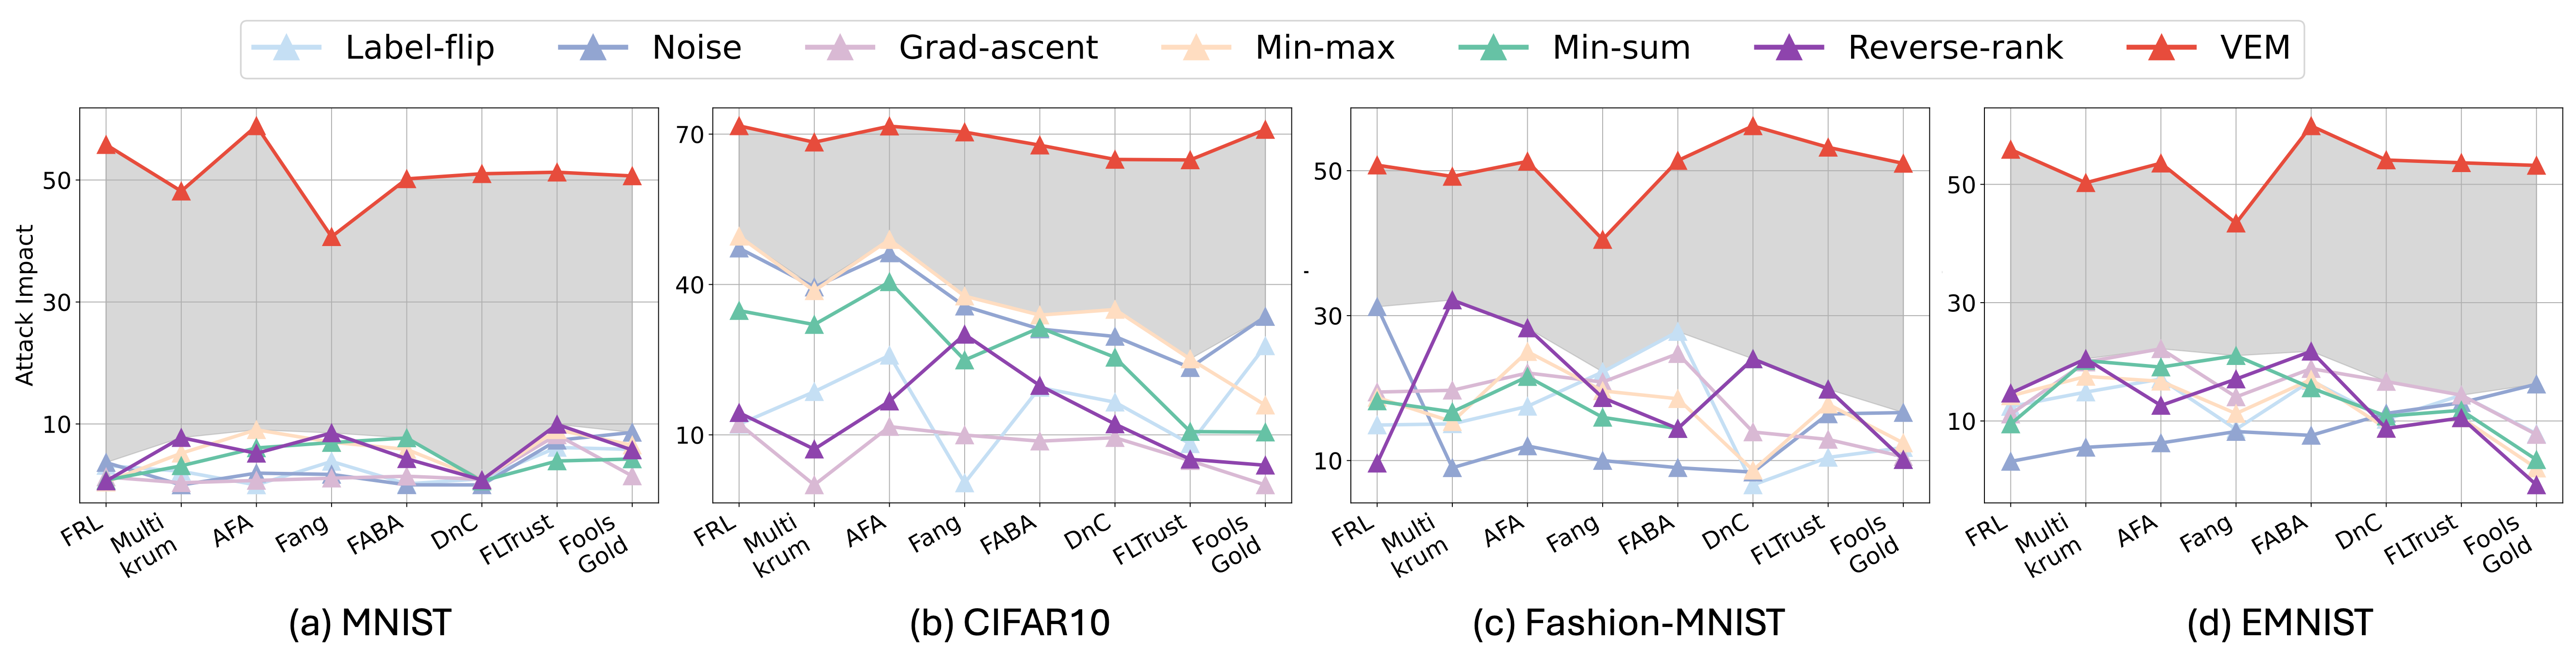 Label-flip Noise Grad-ascent Min-max Min-sum Reverse-rank VEM
Attack Impact
50
30
10
FRL
Multi
krum
AFA
Fang
FABA
DnC
FLTrust
Fools
Gold
(a) MNIST
70
40
10
FRL
Multi
krum
AFA
Fang
FABA
DnC
FLTrust
Fools
Gold
(b) CIFAR10
-
50
30
10
FRL
Multi
krum
AFA
Fang
FABA
DnC
FLTrust
Fools
Gold
(c) Fashion-MNIST
50
30
10
FRL
Multi
krum
AFA
Fang
FABA
DnC
FLTrust
Fools
Gold
(d) EMNIST